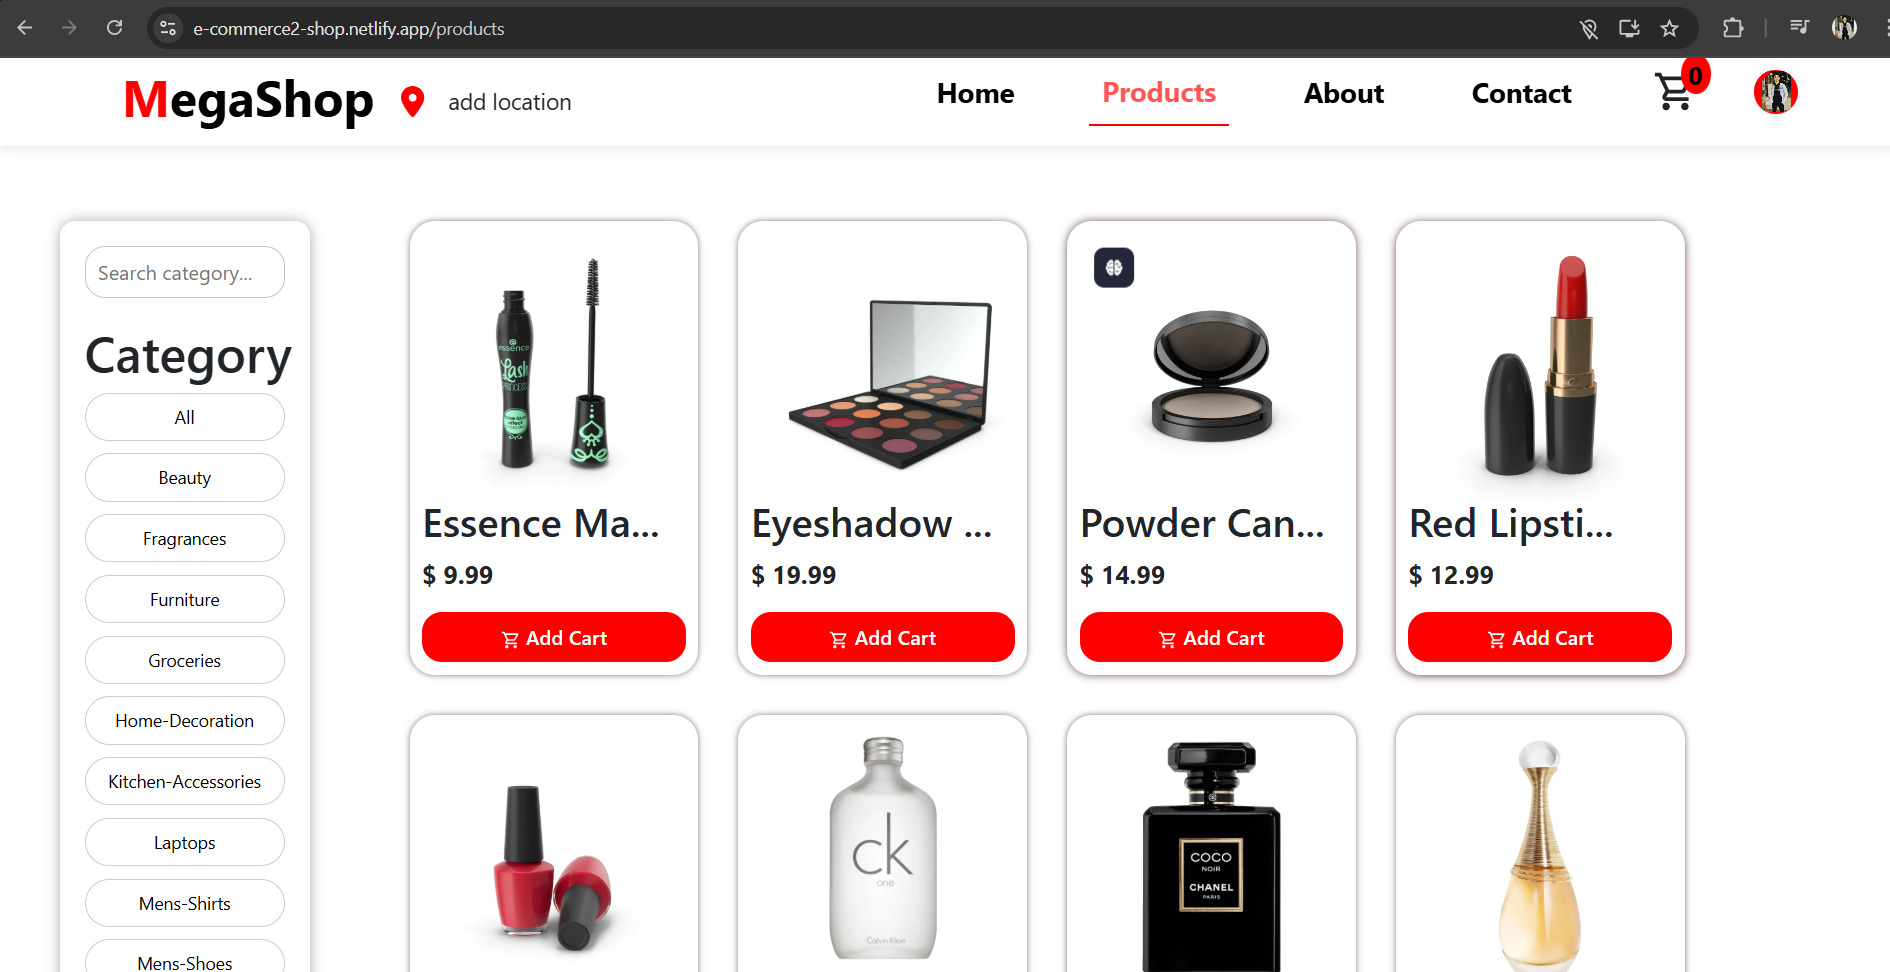 e-commerce2-shop.netlify.app/products
MegaShop
add location
Home
Products
About
Contact
0
Search category...
Category
All
Beauty
Fragrances
Furniture
Groceries
Home-Decoration
Kitchen-Accessories
Laptops
Mens-Shirts
Mens-Shoes
essence
Lash
PRINCESS
Essence Ma...
$ 9.99
Add Cart
Eyeshadow ...
$ 19.99
Add Cart
Powder Can...
$ 14.99
Add Cart
Red Lipsti...
$ 12.99
Add Cart
ck
one
Calvin Klein
COCO
NOIR
CHANEL
PARIS